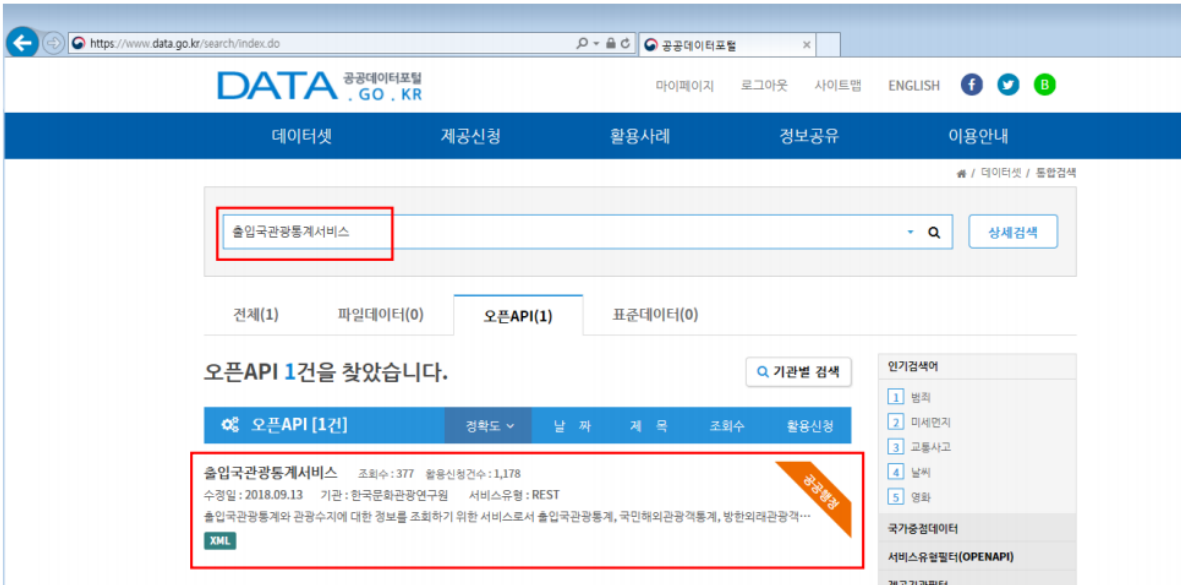 https://www.data.go.kr/search/index.do
공공데이터포털
DATA 공공데이터포털
. GO . KR
마이페이지 로그아웃 사이트맵 ENGLISH f B
데이터셋 제공신청 활용사례 정보공유 이용안내
/ 데이터셋 / 통합검색
출입국관광통계서비스
상세검색
전체(1) 파일데이터(0) 오픈API(1) 표준데이터(0)
오픈API 1건을 찾았습니다.
기관별 검색
오픈API [1건] 정확도 날 짜 제 목 조회수 활용신청
출입국관광통계서비스 조회수 : 377 활용신청건수 : 1,178
수정일 : 2018.09.13 기관 : 한국문화관광연구원 서비스유형 : REST
출입국관광통계와 관광수지에 대한 정보를 조회하기 위한 서비스로서 출입국관광통계, 국민해외관광객통계, 방한외래관광객…
XML
공공행정
인기검색어
1 범죄
2 미세먼지
3 교통사고
4 날씨
5 영화
국가중점데이터
서비스유형필터(OPENAPI)